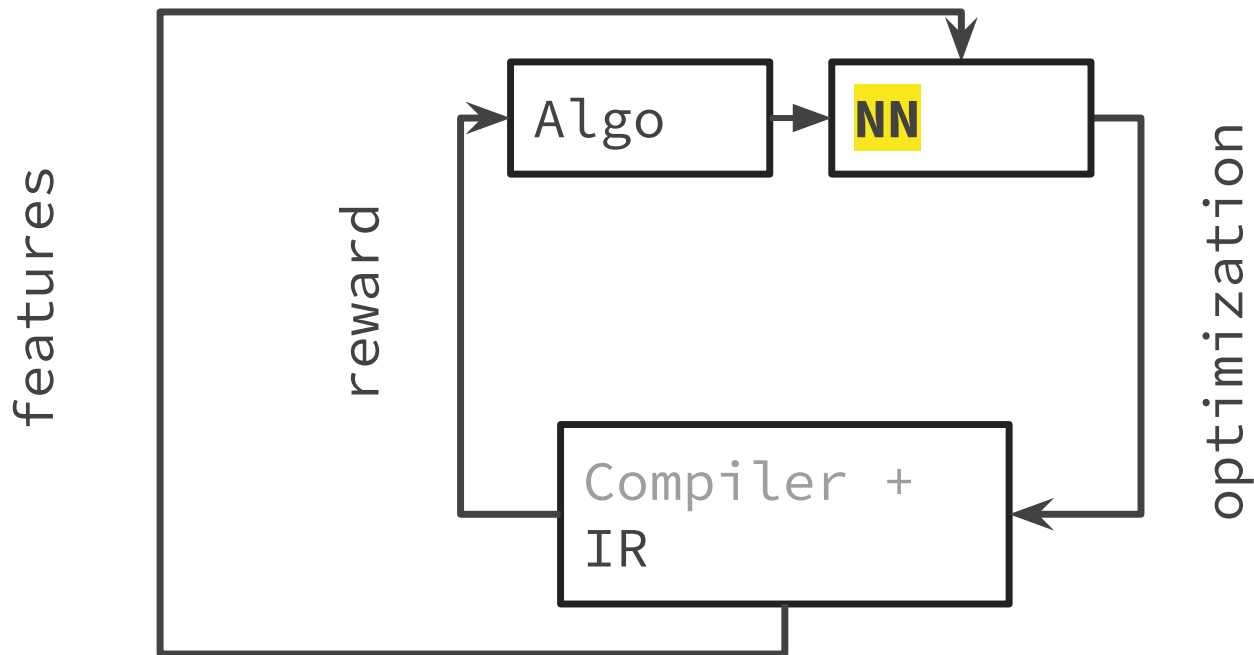 Algo
NN
features
reward
optimization
Compiler +
IR